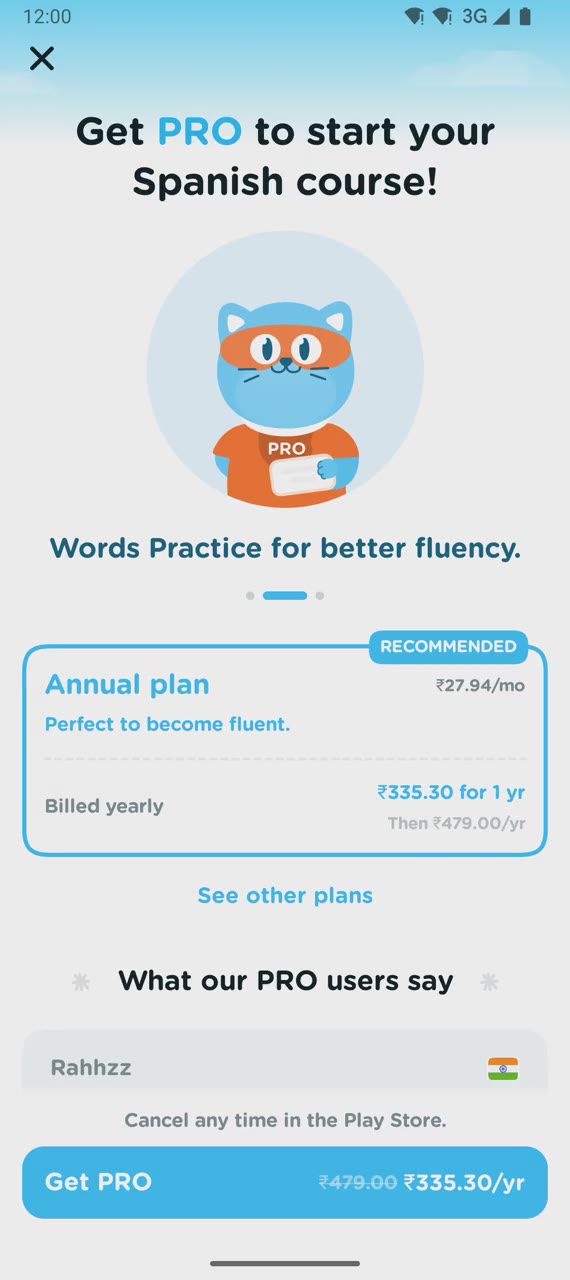 12:00
3G
Get PRO to start your
Spanish course!
PRO
Words Practice for better fluency.
RECOMMENDED
Annual plan
₹27.94/mo
Perfect to become fluent.
Billed yearly
₹335.30 for 1 yr
Then ₹479.00/yr
See other plans
What our PRO users say
Rahhzz
Cancel any time in the Play Store.
Get PRO
₹479.00 ₹335.30/yr